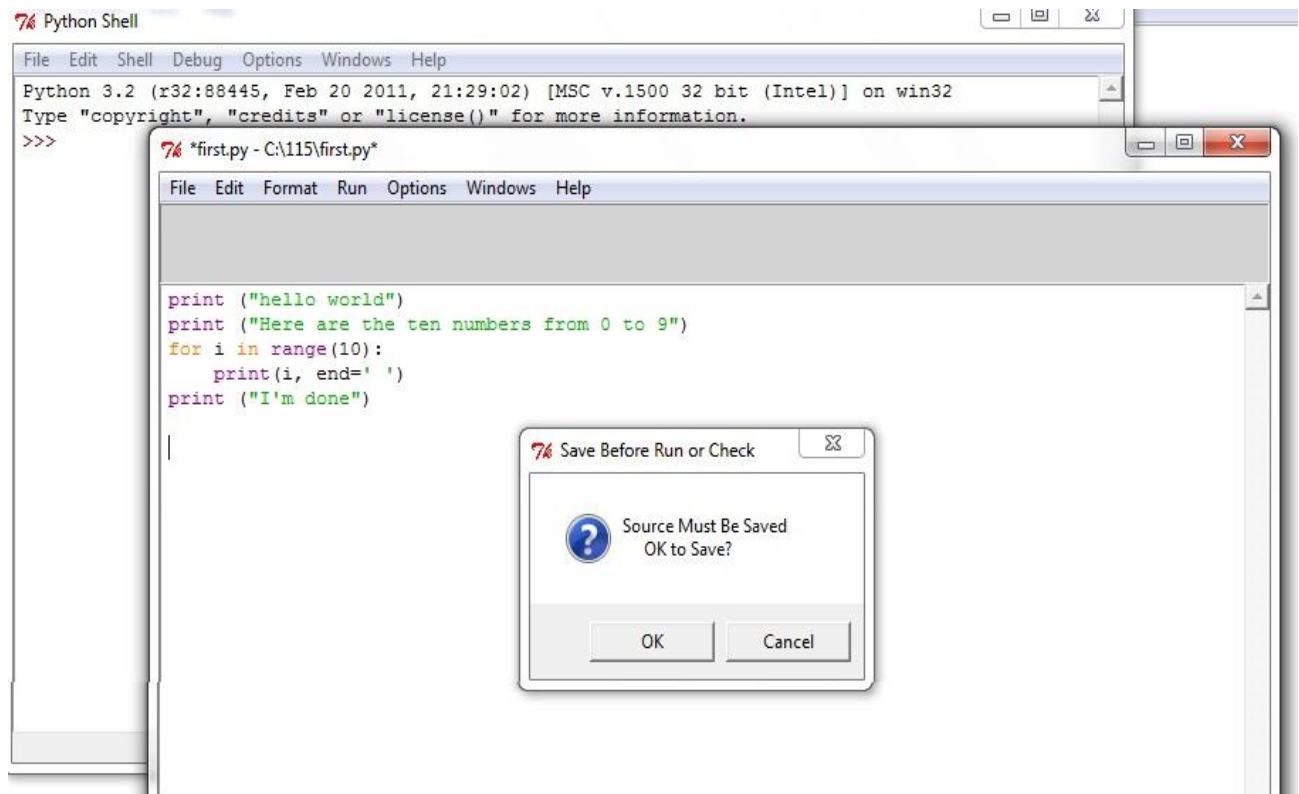 Python Shell
File Edit Shell Debug Options Windows Help
Python 3.2 (r32:88445, Feb 20 2011, 21:29:02) [MSC v.1500 32 bit (Intel)] on win32
Type "copyright", "credits" or "license()" for more information.
>>>
*first.py - C:\115\first.py*
File Edit Format Run Options Windows Help
print ("hello world")
print ("Here are the ten numbers from 0 to 9")
for i in range(10):
    print(i, end=' ')
print ("I'm done")
Save Before Run or Check
Source Must Be Saved
OK to Save?
OK Cancel